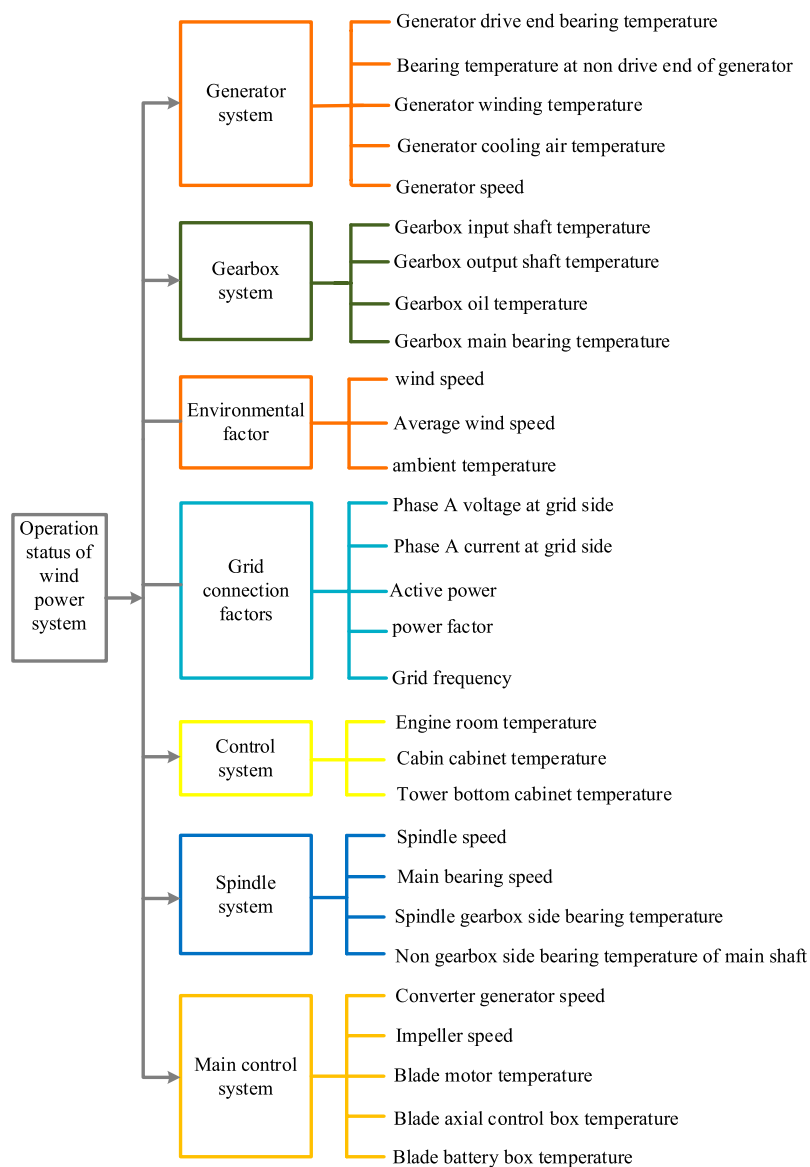 Operation
status of
wind
power
system
Generator
system
Generator drive end bearing temperature
Bearing temperature at non drive end of generator
Generator winding temperature
Generator cooling air temperature
Generator speed
Gearbox
system
Gearbox input shaft temperature
Gearbox output shaft temperature
Gearbox oil temperature
Gearbox main bearing temperature
Environmental
factor
wind speed
Average wind speed
ambient temperature
Grid
connection
factors
Phase A voltage at grid side
Phase A current at grid side
Active power
power factor
Grid frequency
Control
system
Engine room temperature
Cabin cabinet temperature
Tower bottom cabinet temperature
Spindle
system
Spindle speed
Main bearing speed
Spindle gearbox side bearing temperature
Non gearbox side bearing temperature of main shaft
Main control
system
Converter generator speed
Impeller speed
Blade motor temperature
Blade axial control box temperature
Blade battery box temperature